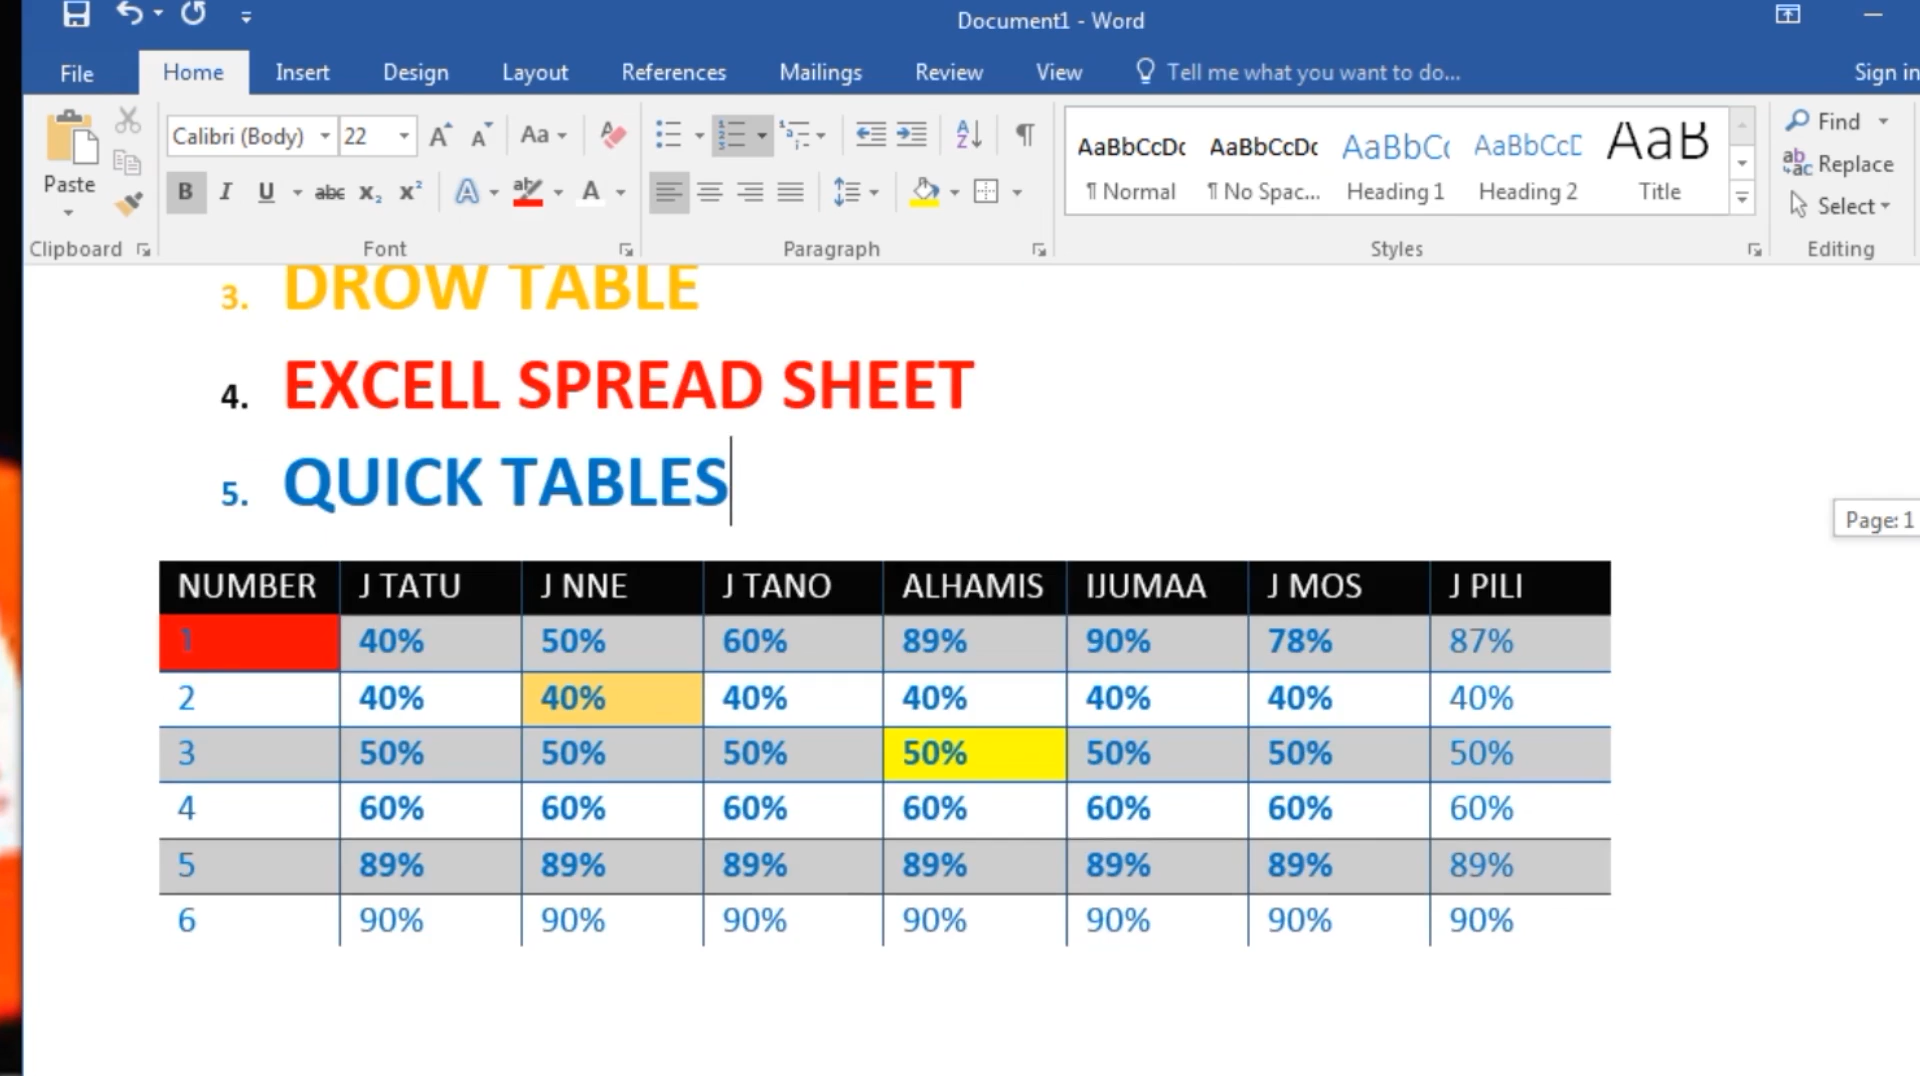 Document1 - Word
File Home Insert Design Layout References Mailings Review View Tell me what you want to do... Sign in
Calibri (Body) 22 Aa AaBbCcDc AaBbCcDc AaBbC AaBbCcD AaB Find
Paste ¶ Normal ¶ No Spac... Heading 1 Heading 2 Title Replace
B I U abc X₂ X² A ab A Select
Clipboard Font Paragraph Styles Editing
3. DROW TABLE
4. EXCELL SPREAD SHEET
5. QUICK TABLES
Page: 1
NUMBER J TATU J NNE J TANO ALHAMIS IJUMAA J MOS J PILI
1 40% 50% 60% 89% 90% 78% 87%
2 40% 40% 40% 40% 40% 40% 40%
3 50% 50% 50% 50% 50% 50% 50%
4 60% 60% 60% 60% 60% 60% 60%
5 89% 89% 89% 89% 89% 89% 89%
6 90% 90% 90% 90% 90% 90% 90%